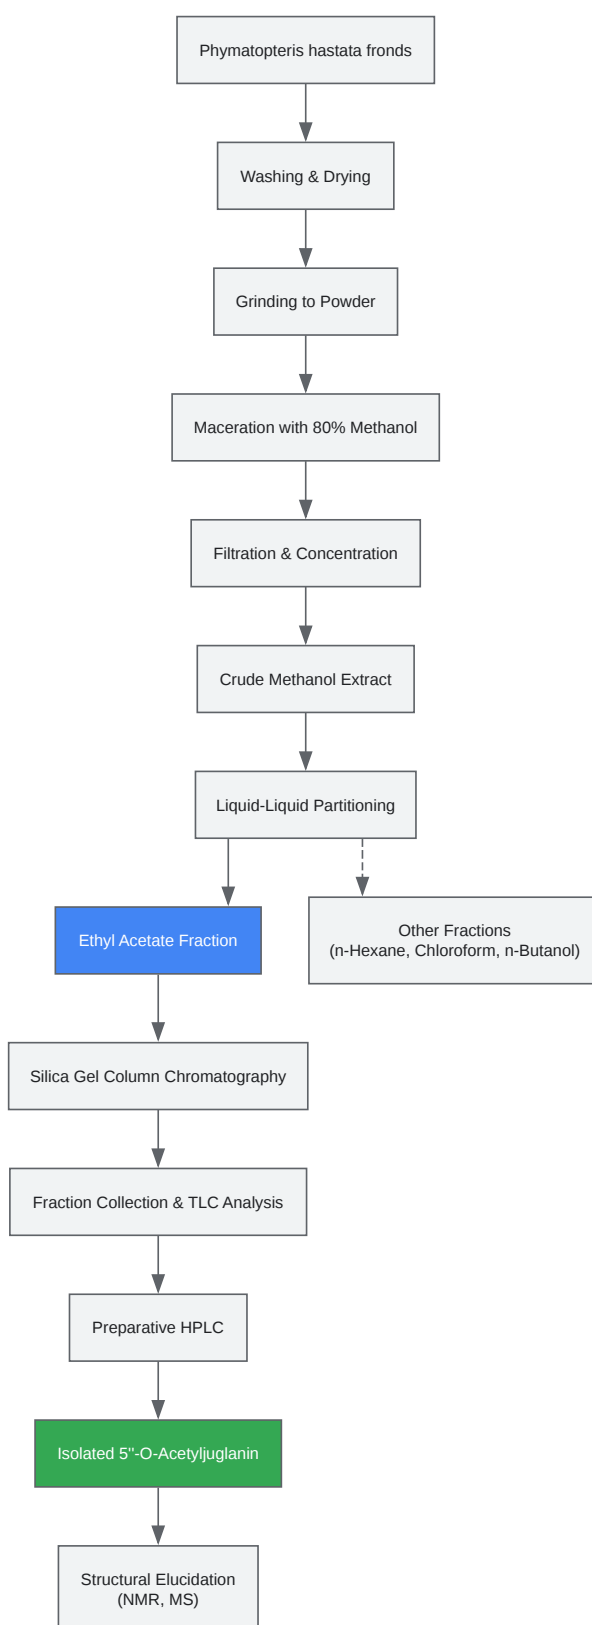 Phymatopteris hastata fronds
Washing & Drying
Grinding to Powder
Maceration with 80% Methanol
Filtration & Concentration
Crude Methanol Extract
Liquid-Liquid Partitioning
Ethyl Acetate Fraction
Other Fractions
(n-Hexane, Chloroform, n-Butanol)
Silica Gel Column Chromatography
Fraction Collection & TLC Analysis
Preparative HPLC
Isolated 5''-O-Acetyljuglanin
Structural Elucidation
(NMR, MS)